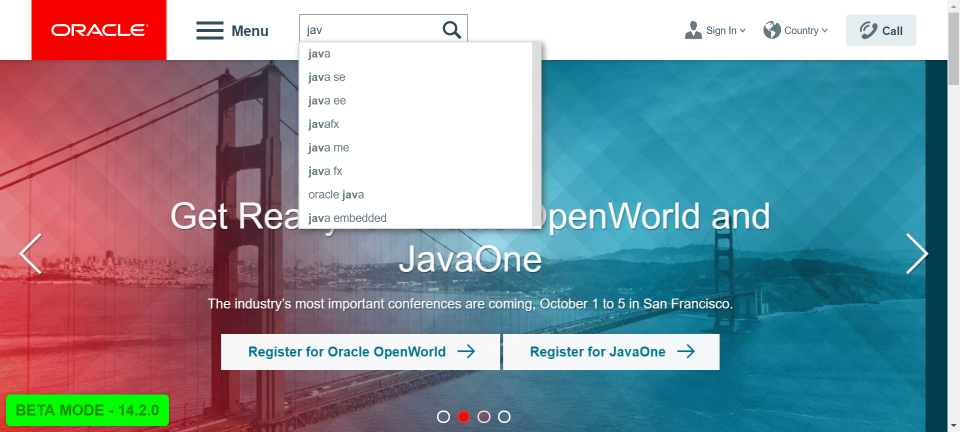 ORACLE
Menu
jav
Sign In
Country
Call
java
java se
java ee
javafx
java me
java fx
oracle java
java embedded
Get Rea OpenWorld and
JavaOne
The industry's most important conferences are coming, October 1 to 5 in San Francisco.
Register for Oracle OpenWorld
Register for JavaOne
BETA MODE - 14.2.0